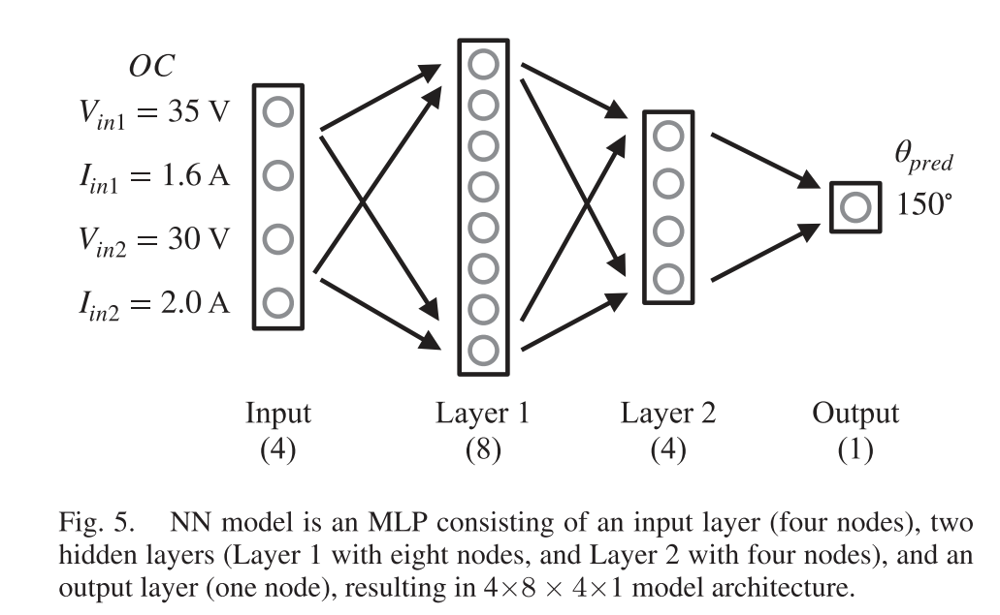 OC
V_in1 = 35 V
I_in1 = 1.6 A
V_in2 = 30 V
I_in2 = 2.0 A
θ_pred
150°
Input
(4)
Layer 1
(8)
Layer 2
(4)
Output
(1)
Fig. 5. NN model is an MLP consisting of an input layer (four nodes), two
hidden layers (Layer 1 with eight nodes, and Layer 2 with four nodes), and an
output layer (one node), resulting in 4×8 × 4×1 model architecture.